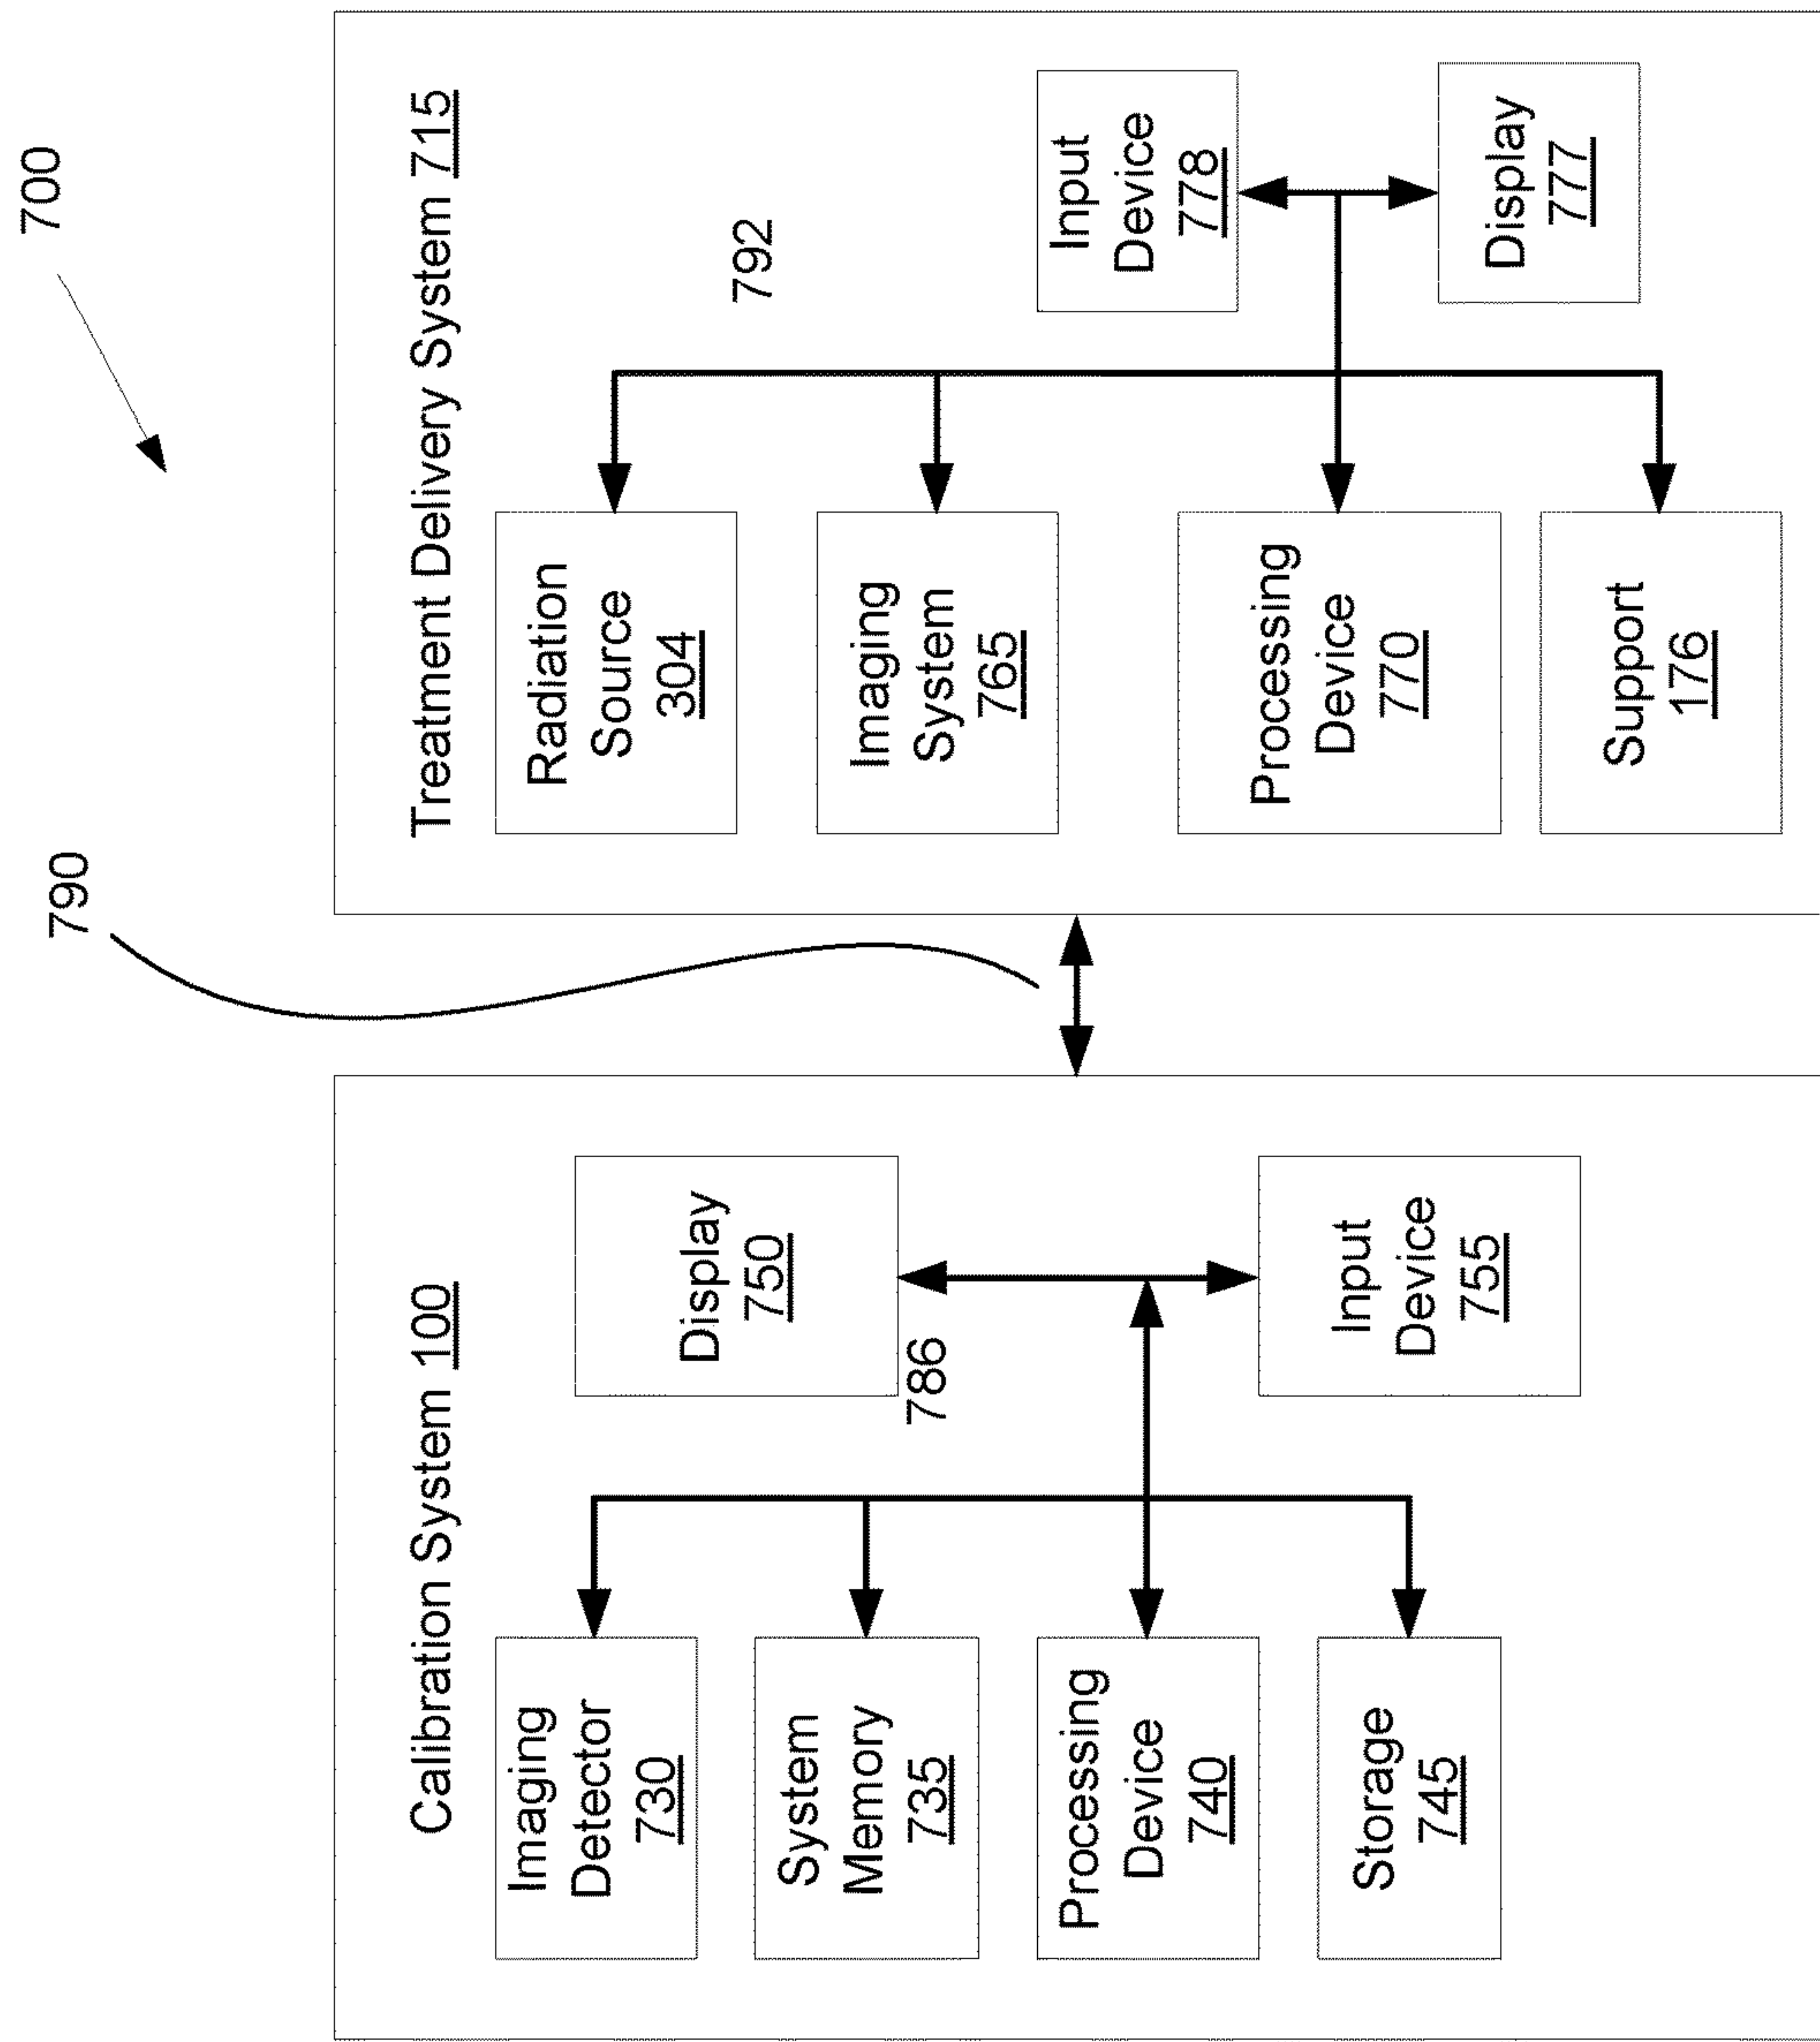 700
790
Calibration System 100
Imaging
Detector
730
System
Memory
735
Processing
Device
740
Storage
745
Display
750
786
Input
Device
755
Treatment Delivery System 715
Radiation
Source
304
Imaging
System
765
Processing
Device
770
Support
176
792
Input
Device
778
Display
777